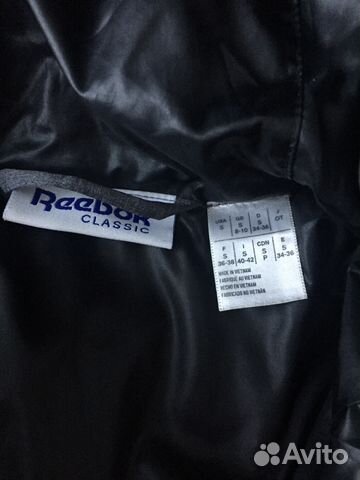 Reebok
CLASSIC
USA GB D J
S S S OT
8-10 34-36
F I CDN E
S S S S
36-38 40-42 P 34-36
MADE IN VIETNAM
FABRIQUÉ AU VIETNAM
HECHO EN VIETNAM
FABRICADO NO VIETNAM
Avito